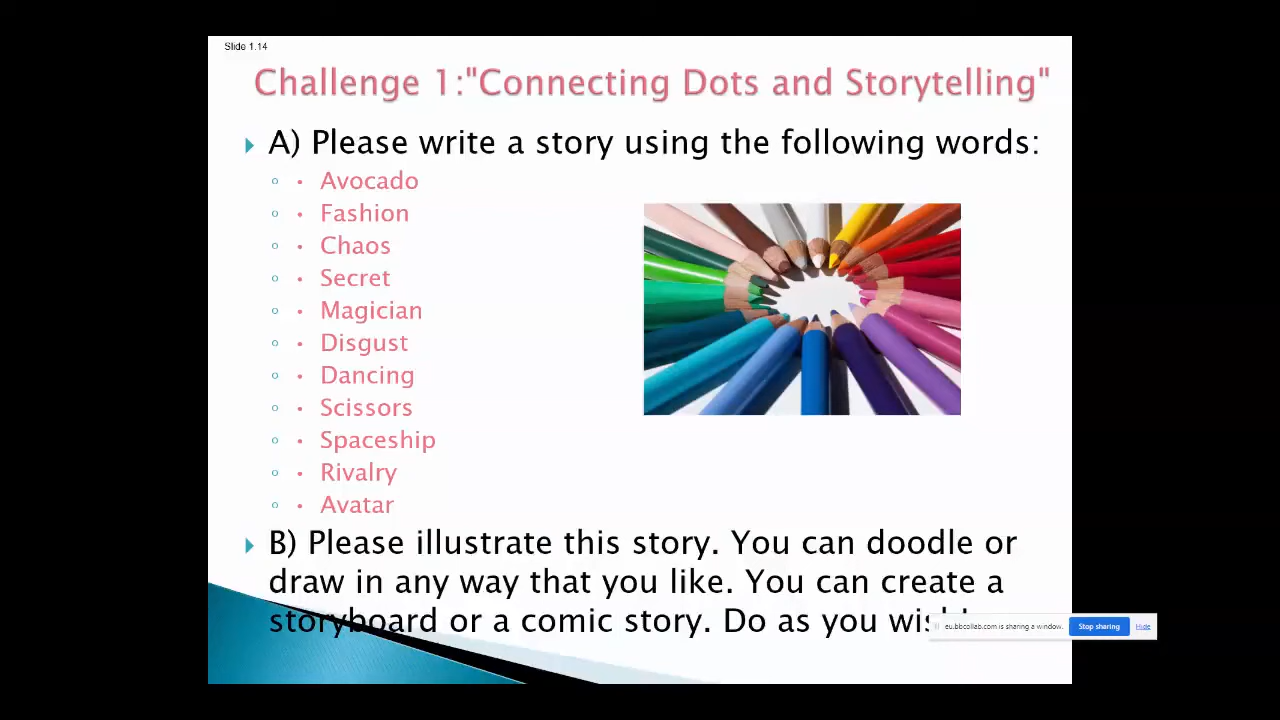 Slide 1.14
Challenge 1:"Connecting Dots and Storytelling"
A) Please write a story using the following words:
• Avocado
• Fashion
• Chaos
• Secret
• Magician
• Disgust
• Dancing
• Scissors
• Spaceship
• Rivalry
• Avatar
B) Please illustrate this story. You can doodle or
draw in any way that you like. You can create a
storyboard or a comic story. Do as you
eu.bbcollab.com is sharing a window. Stop sharing Hide